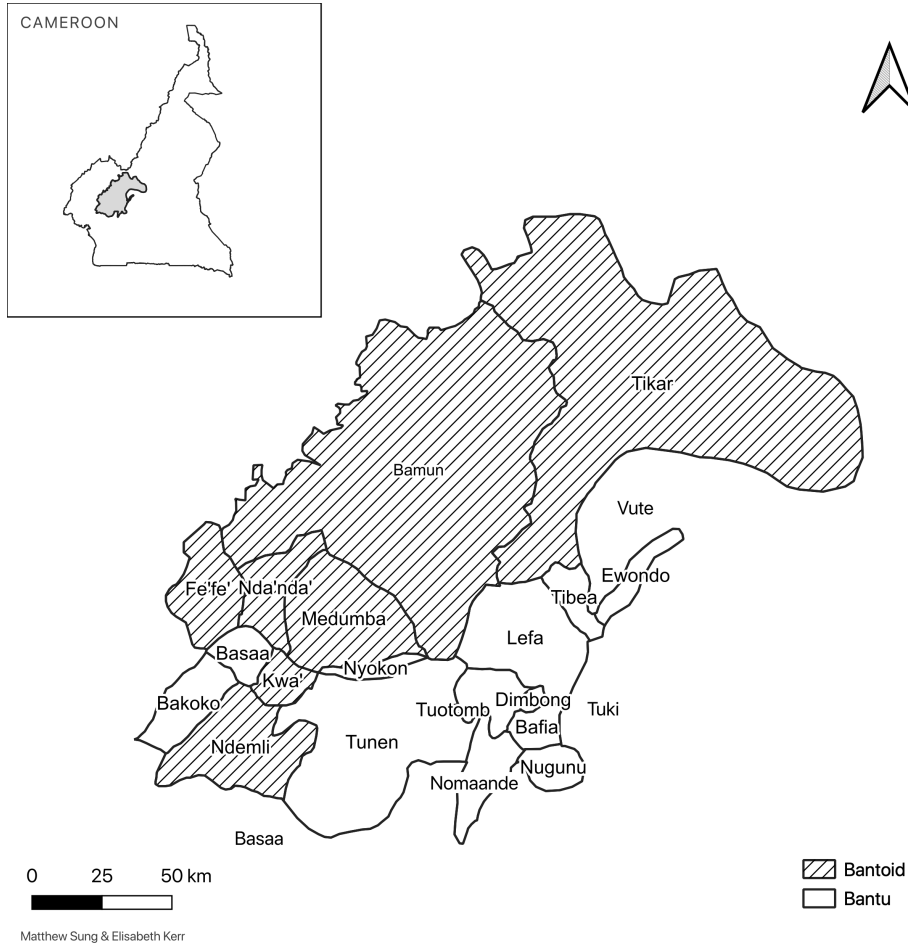 CAMEROON
Tikar
Bamun
Vute
Ewondo
Fe'fe'
Nda'nda'
Tibea
Medumba
Lefa
Basaa
Nyokon
Kwa'
Bakoko
Dimbong
Tuotomb
Tuki
Bafia
Ndemli
Tunen
Nugunu
Nomaande
Basaa
0 25 50 km
Bantoid
Bantu
Matthew Sung & Elisabeth Kerr